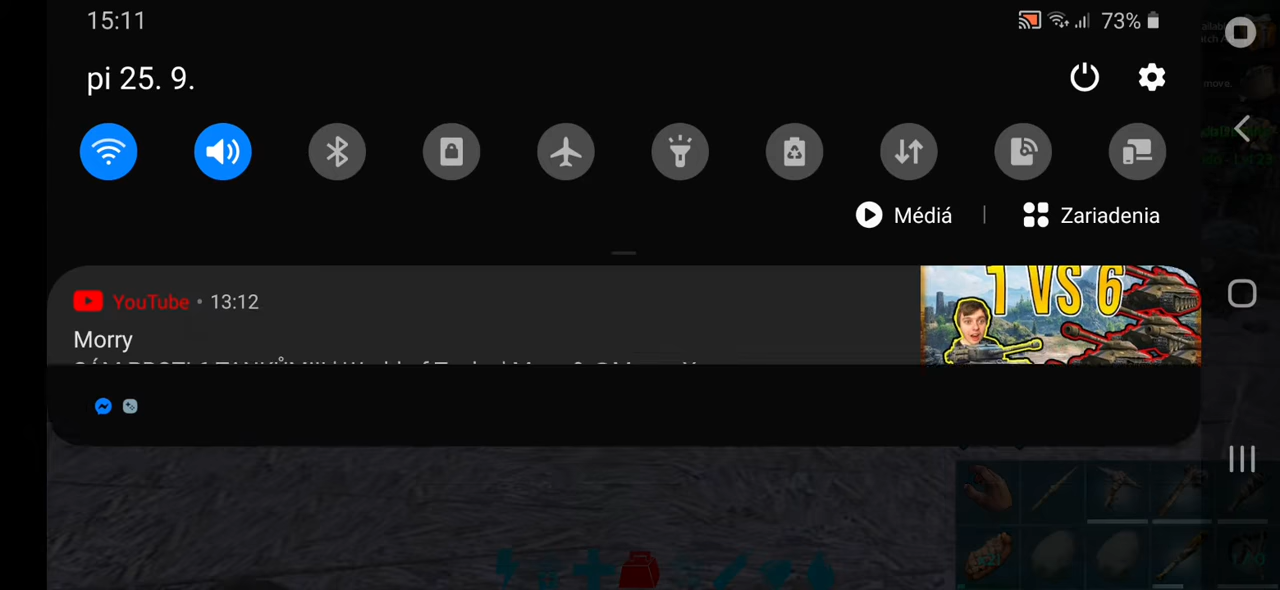 15:11
73%
pi 25. 9.
Médiá | Zariadenia
YouTube • 13:12
1 VS 6
Morry